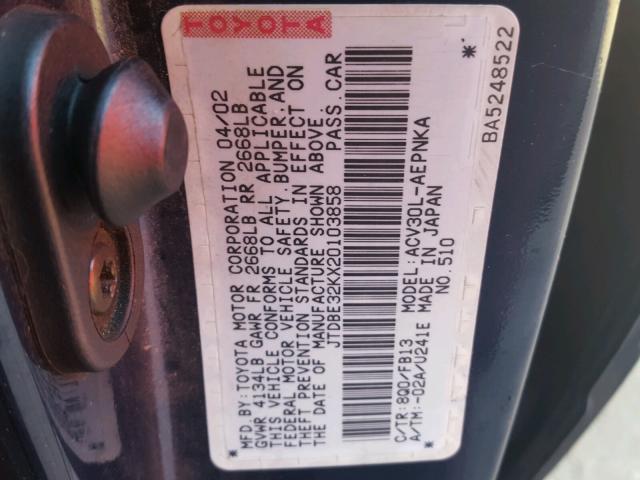 TOYOTA
MFD. BY: TOYOTA MOTOR CORPORATION 04/02
GVWR 4134LB GAWR FR 2668LB RR 2668LB
THIS VEHICLE CONFORMS TO ALL APPLICABLE
FEDERAL MOTOR VEHICLE SAFETY, BUMPER, AND
THEFT PREVENTION STANDARDS IN EFFECT ON
THE DATE OF MANUFACTURE SHOWN ABOVE.
JTDBE32KX20103858 PASS. CAR
* *
C/TR:8Q0/FB13 MODEL:ACV30L-AEPNKA
A/TM:-02A/U241E MADE IN JAPAN
NO. 510
BA5248522